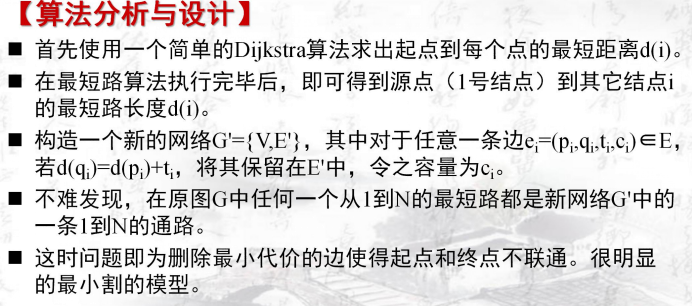 【算法分析与设计】
■ 首先使用一个简单的Dijkstra算法求出起点到每个点的最短距离d(i)。
■ 在最短路算法执行完毕后，即可得到源点（1号结点）到其它结点i
的最短路长度d(i)。
■ 构造一个新的网络G'={V,E'}，其中对于任意一条边eᵢ=(pᵢ,qᵢ,tᵢ,cᵢ)∈E，
若d(qᵢ)=d(pᵢ)+tᵢ，将其保留在E'中，令之容量为cᵢ。
■ 不难发现，在原图G中任何一个从1到N的最短路都是新网络G'中的
一条1到N的通路。
■ 这时问题即为删除最小代价的边使得起点和终点不联通。很明显
的最小割的模型。